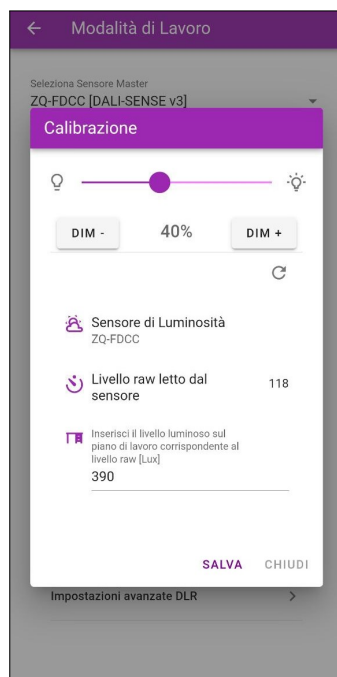 Modalità di Lavoro
Seleziona Sensore Master
ZQ-FDCC [DALI-SENSE v3]
Calibrazione
DIM -
40%
DIM +
Sensore di Luminosità
ZQ-FDCC
Livello raw letto dal
sensore
118
Inserisci il livello luminoso sul
piano di lavoro corrispondente al
livello raw [Lux]
390
SALVA
CHIUDI
Impostazioni avanzate DLR